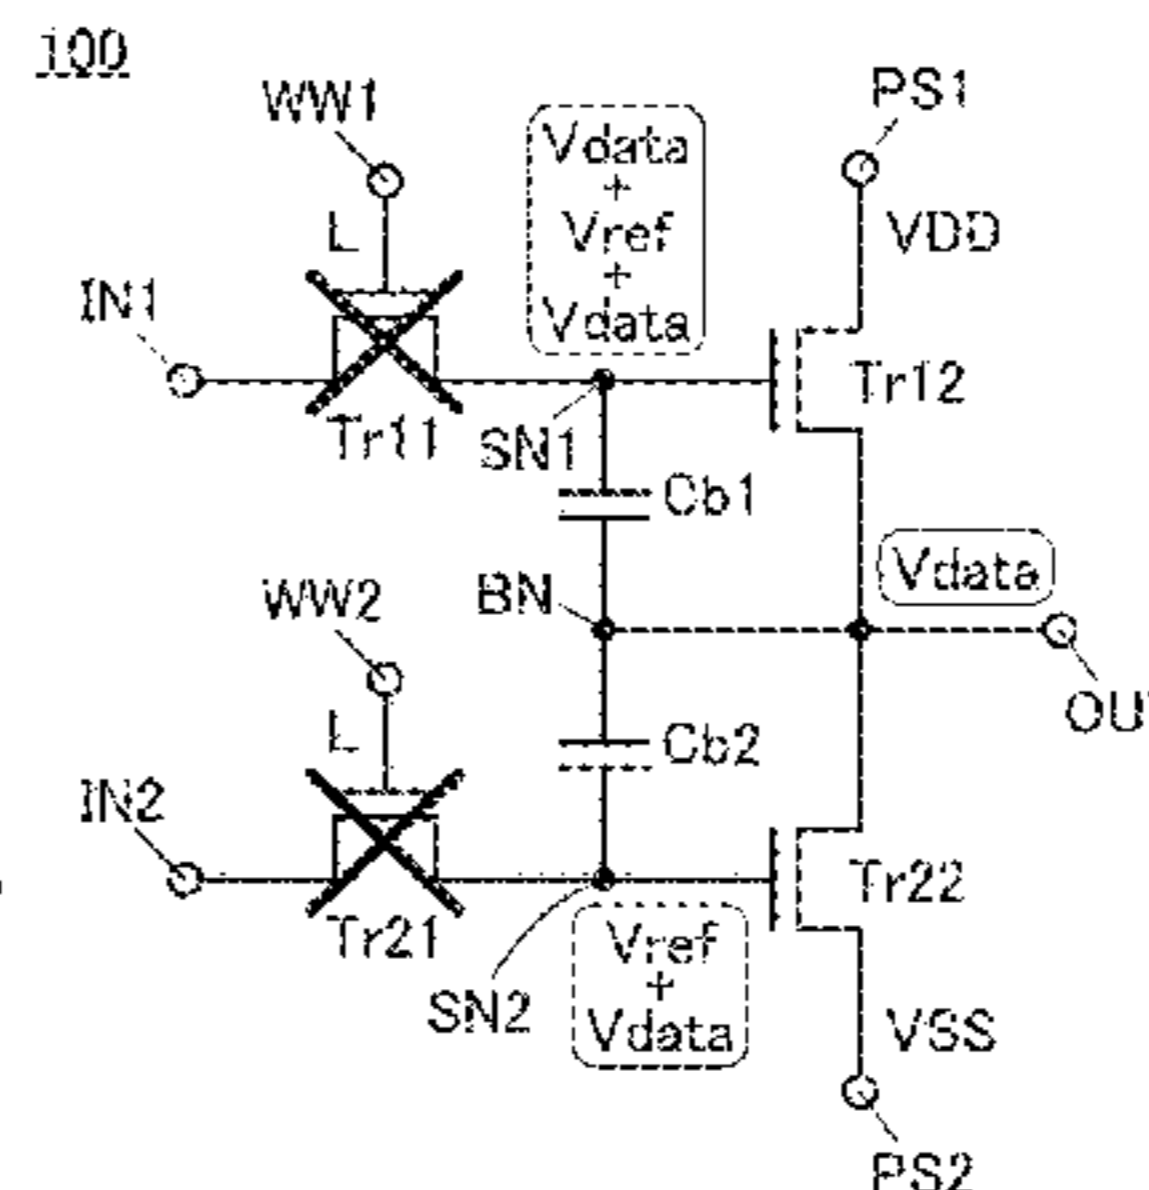 100
WW1
PS1
Vdata
+
Vref
+
Vdata
L
VDD
IN1
Tr11
SN1
Tr12
Cb1
Vdata
BN
WW2
OU
L
Cb2
IN2
Tr21
Tr22
SN2
Vref
+
Vdata
VSS
PS2